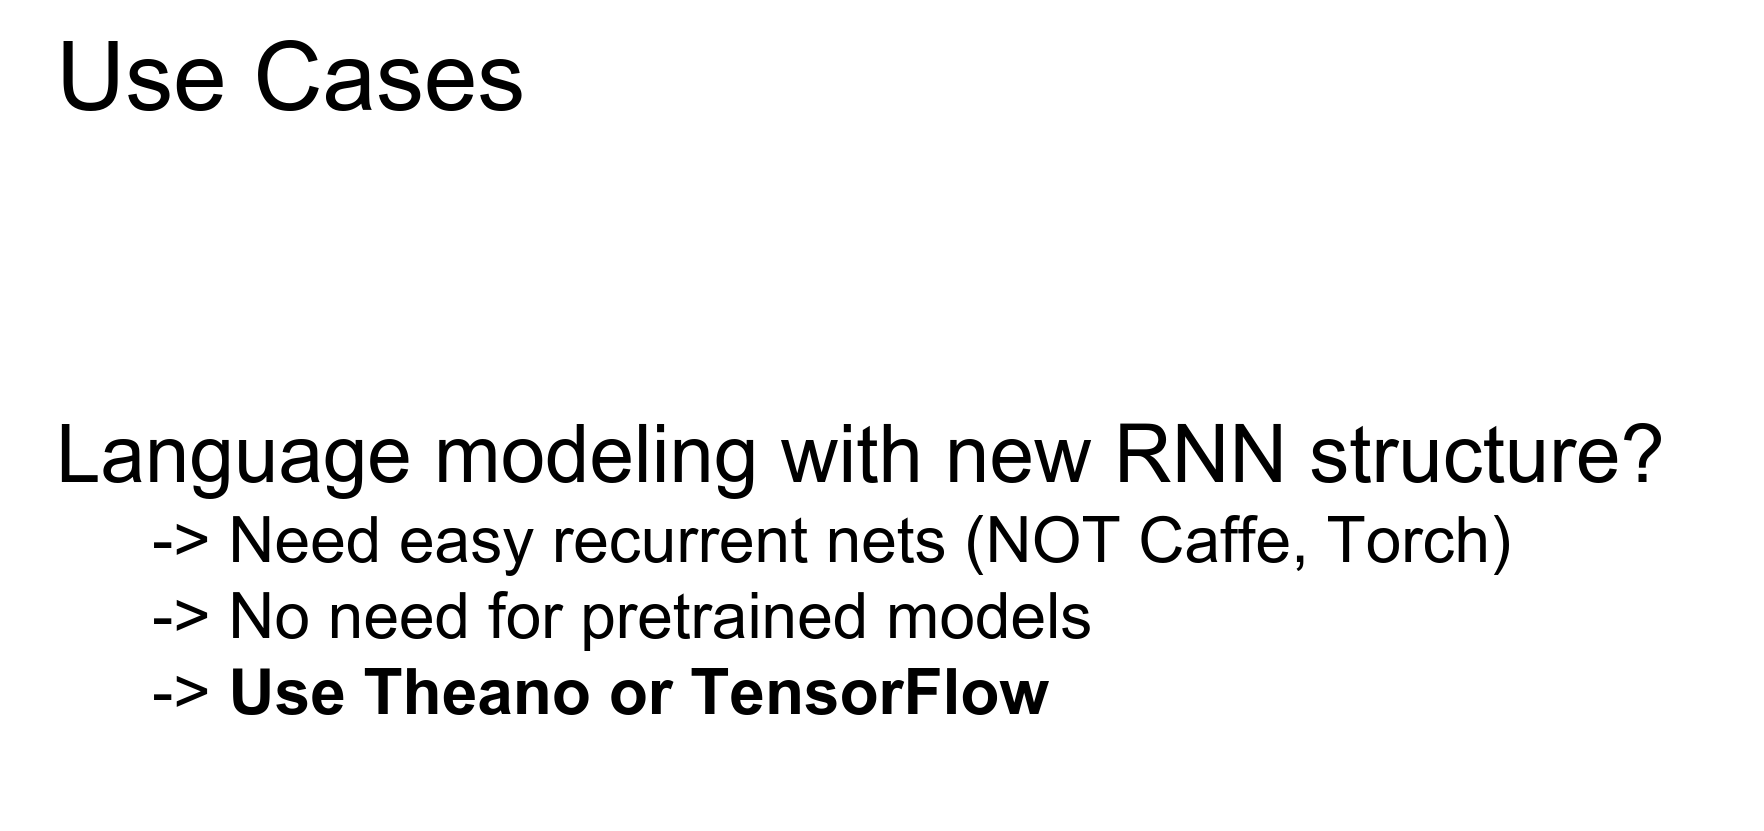 Use Cases
Language modeling with new RNN structure?
-> Need easy recurrent nets (NOT Caffe, Torch)
-> No need for pretrained models
-> Use Theano or TensorFlow